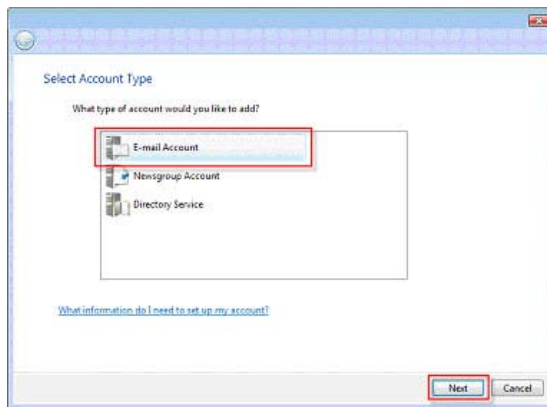 Select Account Type
What type of account would you like to add?
E-mail Account
Newsgroup Account
Directory Service
What information do I need to set up my account?
Next Cancel